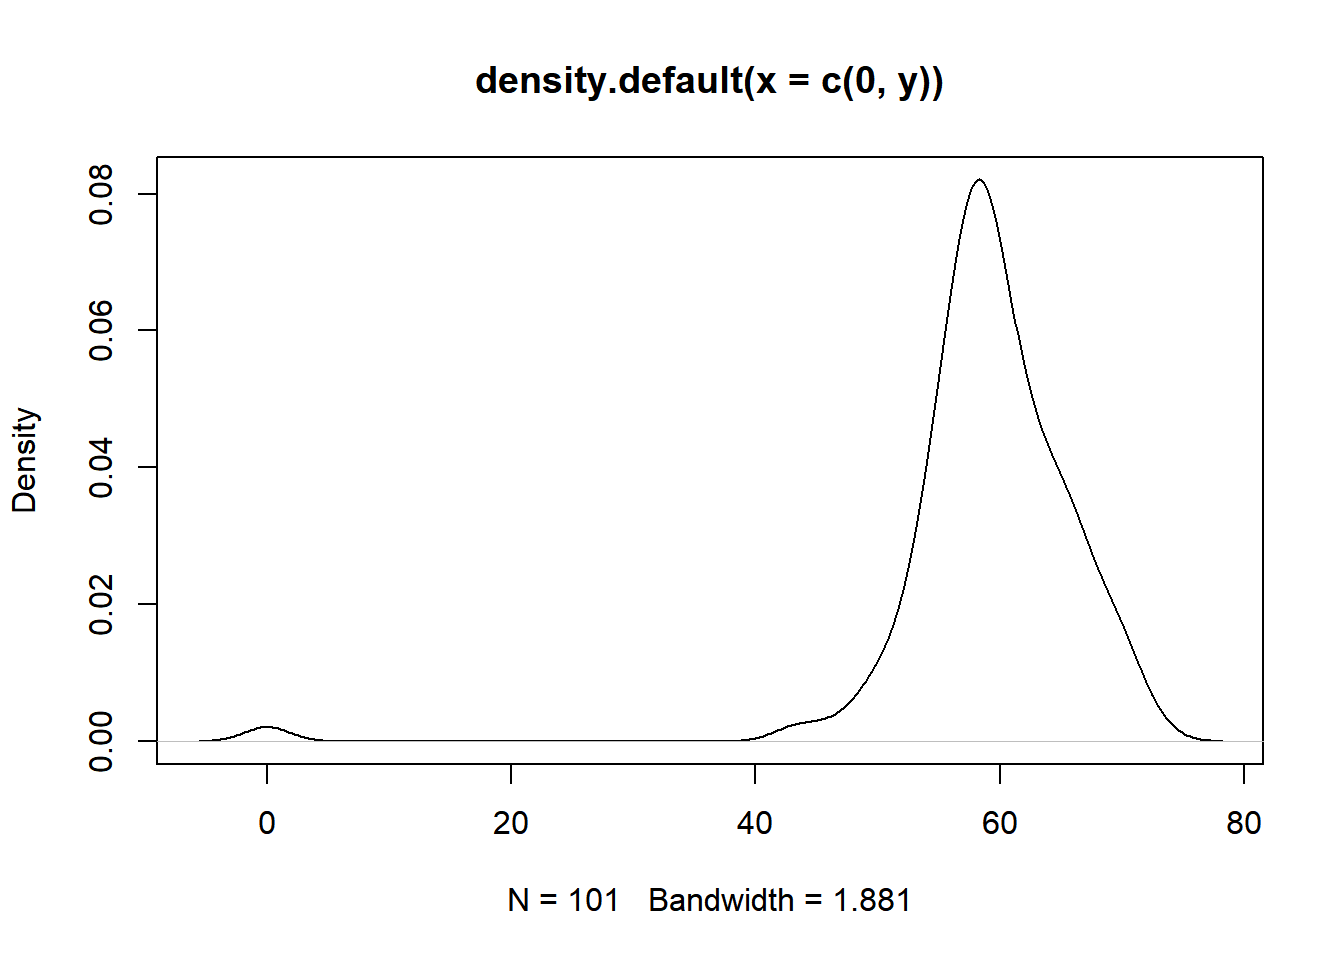 density.default(x = c(0, y))
Density
0.08
0.06
0.04
0.02
0.00
0 20 40 60 80
N = 101 Bandwidth = 1.881